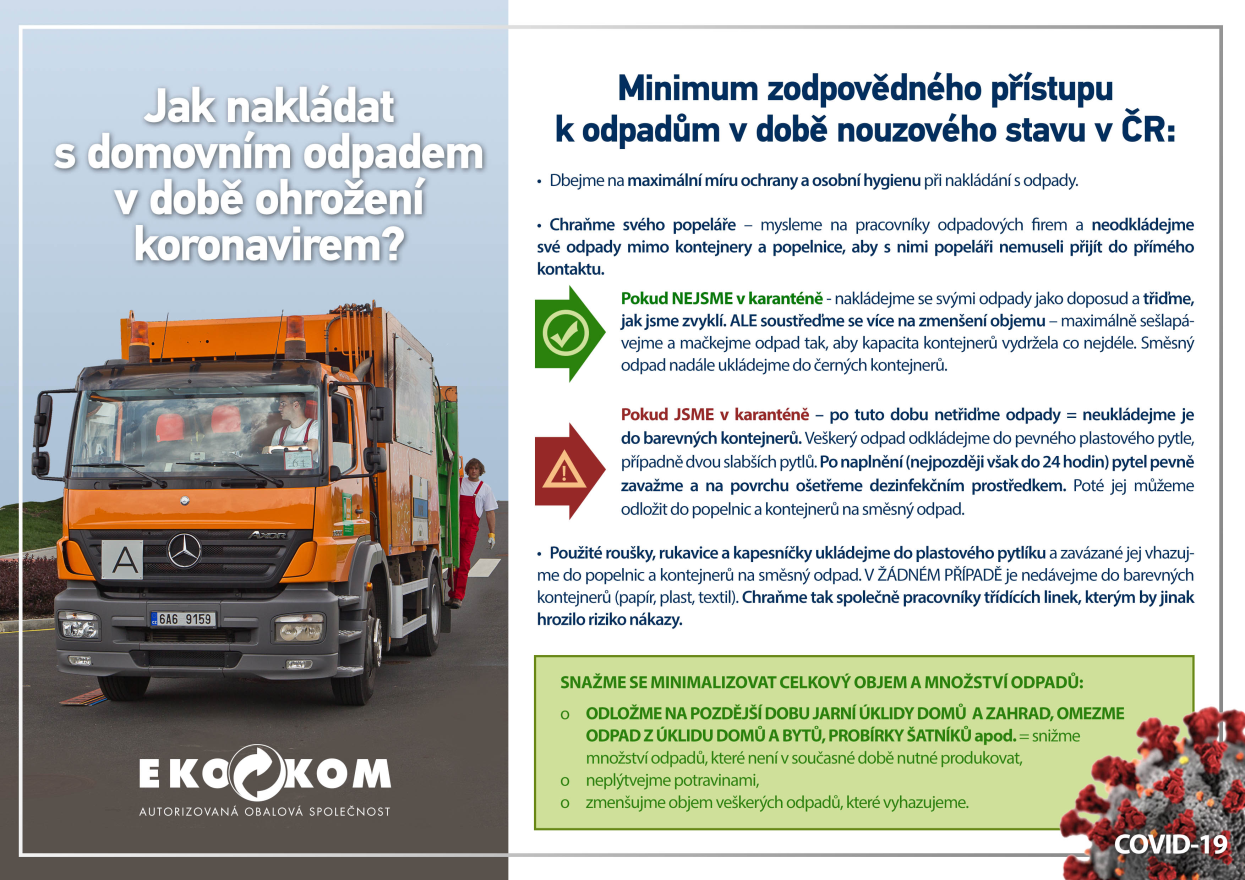 Jak nakládat
s domovním odpadem
v době ohrožení
koronavirem?
A
AXOR
6A6 9159
EKO KOM
AUTORIZOVANÁ OBALOVÁ SPOLEČNOST
Minimum zodpovědného přístupu
k odpadům v době nouzového stavu v ČR:
• Dbejme na maximální míru ochrany a osobní hygienu při nakládání s odpady.
• Chraňme svého popeláře – mysleme na pracovníky odpadových firem a neodkládejme
své odpady mimo kontejnery a popelnice, aby s nimi popeláři nemuseli přijít do přímého
kontaktu.
Pokud NEJSME v karanténě - nakládejme se svými odpady jako doposud a třiďme,
jak jsme zvyklí. ALE soustřeďme se více na zmenšení objemu – maximálně sešlapá-
vejme a mačkejme odpad tak, aby kapacita kontejnerů vydržela co nejdéle. Směsný
odpad nadále ukládejme do černých kontejnerů.
Pokud JSME v karanténě – po tuto dobu netřiďme odpady = neukládejme je
do barevných kontejnerů. Veškerý odpad odkládejme do pevného plastového pytle,
případně dvou slabších pytlů. Po naplnění (nejpozději však do 24 hodin) pytel pevně
zavažme a na povrchu ošetřeme dezinfekčním prostředkem. Poté jej můžeme
odložit do popelnic a kontejnerů na směsný odpad.
• Použité roušky, rukavice a kapesníčky ukládejme do plastového pytlíku a zavázané jej vhazuj-
me do popelnic a kontejnerů na směsný odpad. V ŽÁDNÉM PŘÍPADĚ je nedávejme do barevných
kontejnerů (papír, plast, textil). Chraňme tak společně pracovníky třídících linek, kterým by jinak
hrozilo riziko nákazy.
SNAŽME SE MINIMALIZOVAT CELKOVÝ OBJEM A MNOŽSTVÍ ODPADŮ:
o ODLOŽME NA POZDĚJŠÍ DOBU JARNÍ ÚKLIDY DOMŮ A ZAHRAD, OMEZME
ODPAD Z ÚKLIDU DOMŮ A BYTŮ, PROBÍRKY ŠATNÍKŮ apod. = snižme
množství odpadů, které není v současné době nutné produkovat,
o neplýtvejme potravinami,
o zmenšujme objem veškerých odpadů, které vyhazujeme.
COVID-19